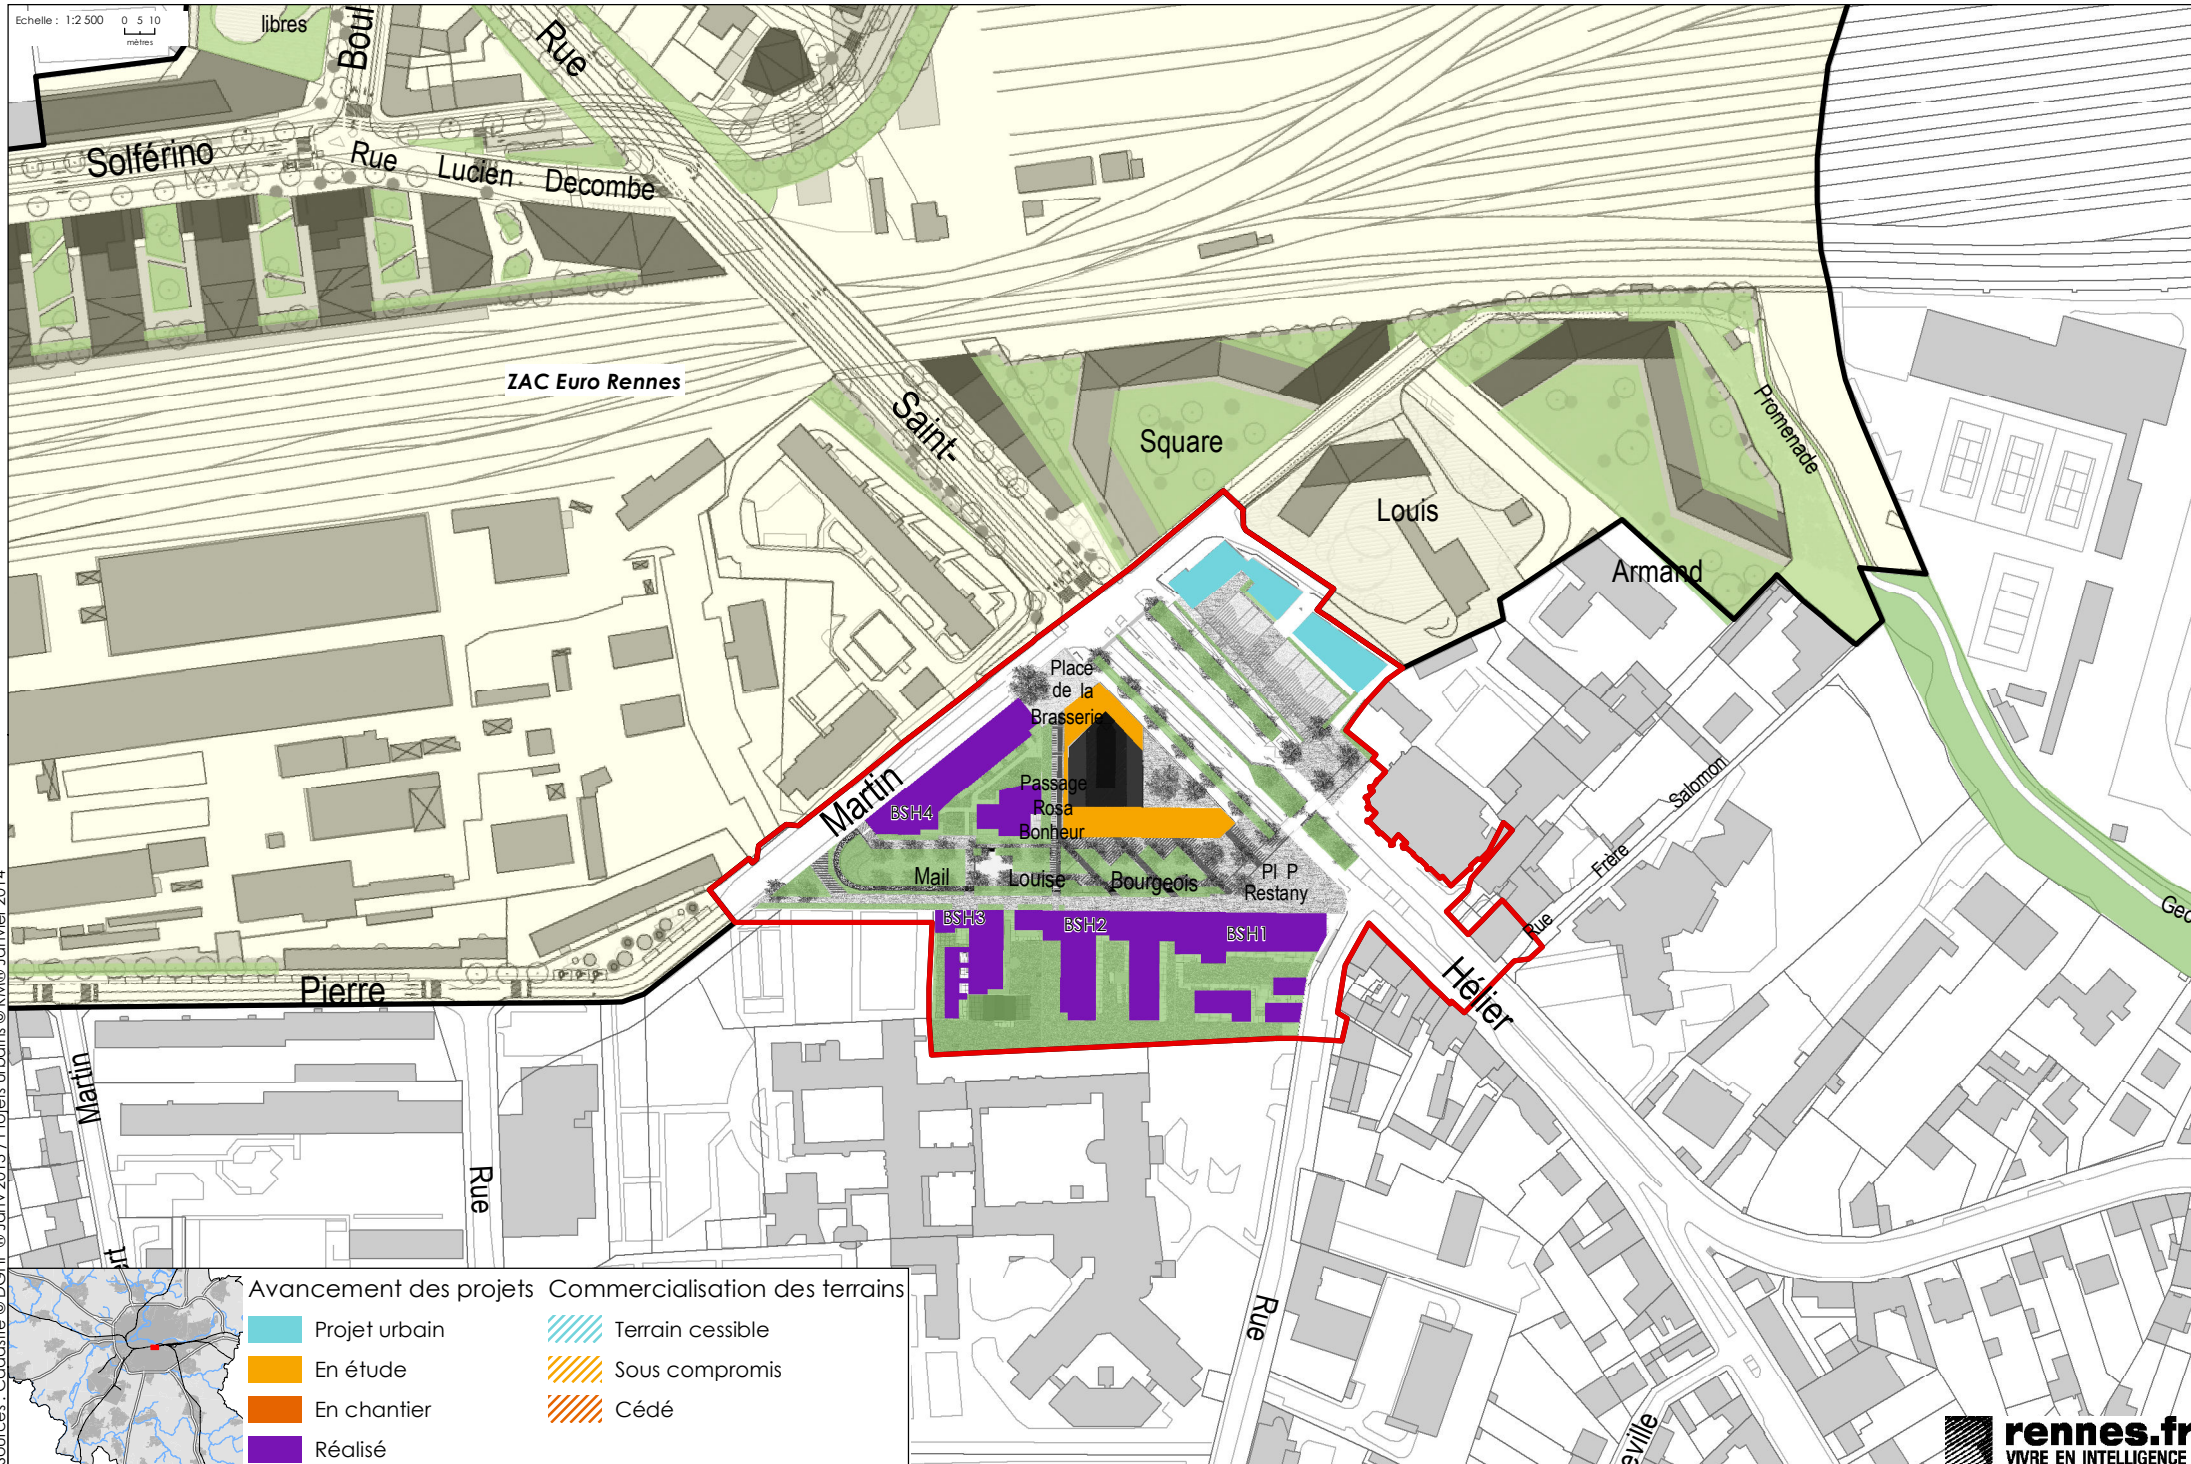 Echelle : 1:2 500
0 5 10
mètres
libres
Boul
Rue
Solférino
Rue Lucien Decombe
ZAC Euro Rennes
Saint-
Square
Louis
Armand
Promenade
Place
de la
Brasserie
Passage
Rosa
Bonheur
Martin
BSH4
Mail Louise Bourgeois
Pl P
Restany
BSH3
BSH2
BSH1
Salomon
Frère
Rue
Hélier
Pierre
Martin
Rue
Rue
Avancement des projets
Projet urbain
En étude
En chantier
Réalisé
Commercialisation des terrains
Terrain cessible
Sous compromis
Cédé
eville
rennes.fr
VIVRE EN INTELLIGENCE